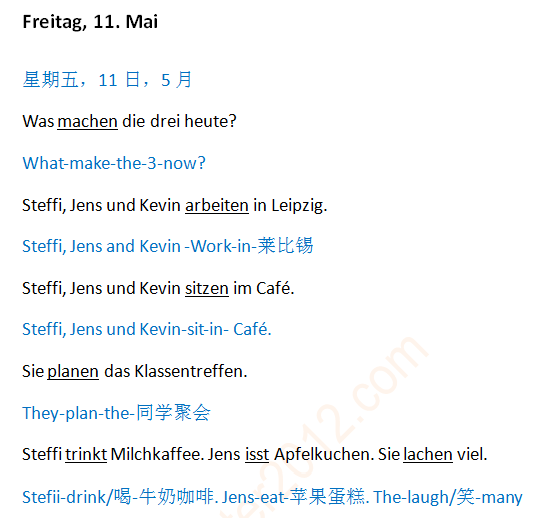 Freitag, 11. Mai
星期五，11 日，5 月
Was machen die drei heute?
What-make-the-3-now?
Steffi, Jens und Kevin arbeiten in Leipzig.
Steffi, Jens and Kevin -Work-in-莱比锡
Steffi, Jens und Kevin sitzen im Café.
Steffi, Jens und Kevin-sit-in- Café.
Sie planen das Klassentreffen.
They-plan-the-同学聚会
Steffi trinkt Milchkaffee. Jens isst Apfelkuchen. Sie lachen viel.
Stefii-drink/喝-牛奶咖啡. Jens-eat-苹果蛋糕. The-laugh/笑-many